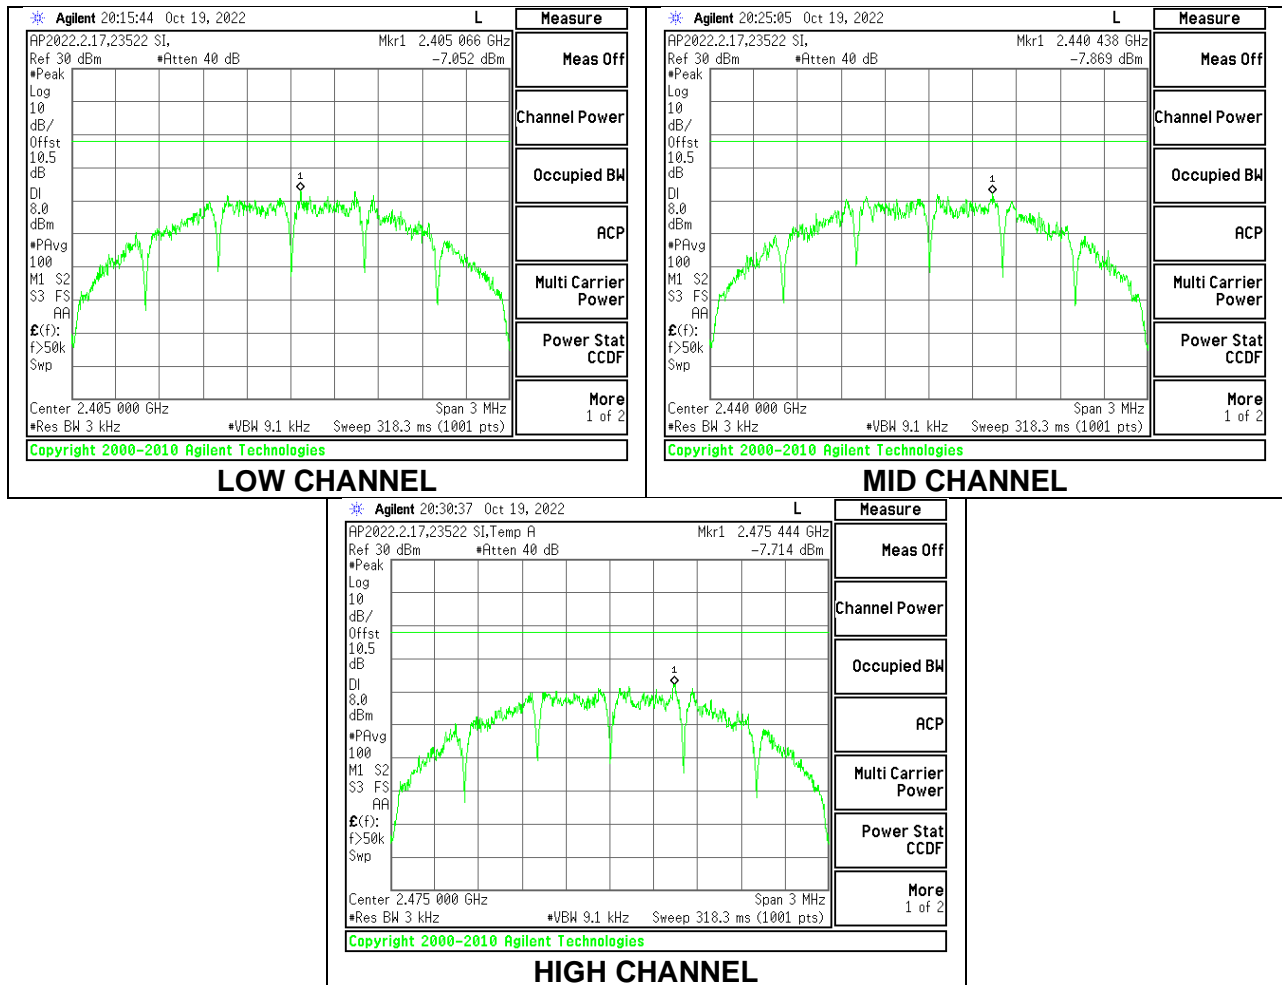 Agilent 20:15:44 Oct 19, 2022 L Measure
AP2022.2.17,23522 SI, Mkr1 2.405 066 GHz
Ref 30 dBm #Atten 40 dB -7.052 dBm
#Peak
Log
10
dB/
Offst
10.5
dB
DI
8.0
dBm
#PAvg
100
M1 S2
S3 FS
AA
£(f):
f>50k
Swp
1
Center 2.405 000 GHz Span 3 MHz
#Res BW 3 kHz #VBW 9.1 kHz Sweep 318.3 ms (1001 pts)
Meas Off
Channel Power
Occupied BW
ACP
Multi Carrier
Power
Power Stat
CCDF
More
1 of 2
Copyright 2000-2010 Agilent Technologies
LOW CHANNEL
Agilent 20:25:05 Oct 19, 2022 L Measure
AP2022.2.17,23522 SI, Mkr1 2.440 438 GHz
Ref 30 dBm #Atten 40 dB -7.869 dBm
#Peak
Log
10
dB/
Offst
10.5
dB
DI
8.0
dBm
#PAvg
100
M1 S2
S3 FS
AA
£(f):
f>50k
Swp
1
Center 2.440 000 GHz Span 3 MHz
#Res BW 3 kHz #VBW 9.1 kHz Sweep 318.3 ms (1001 pts)
Meas Off
Channel Power
Occupied BW
ACP
Multi Carrier
Power
Power Stat
CCDF
More
1 of 2
Copyright 2000-2010 Agilent Technologies
MID CHANNEL
Agilent 20:30:37 Oct 19, 2022 L Measure
AP2022.2.17,23522 SI,Temp A Mkr1 2.475 444 GHz
Ref 30 dBm #Atten 40 dB -7.714 dBm
#Peak
Log
10
dB/
Offst
10.5
dB
DI
8.0
dBm
#PAvg
100
M1 S2
S3 FS
AA
£(f):
f>50k
Swp
1
Center 2.475 000 GHz Span 3 MHz
#Res BW 3 kHz #VBW 9.1 kHz Sweep 318.3 ms (1001 pts)
Meas Off
Channel Power
Occupied BW
ACP
Multi Carrier
Power
Power Stat
CCDF
More
1 of 2
Copyright 2000-2010 Agilent Technologies
HIGH CHANNEL